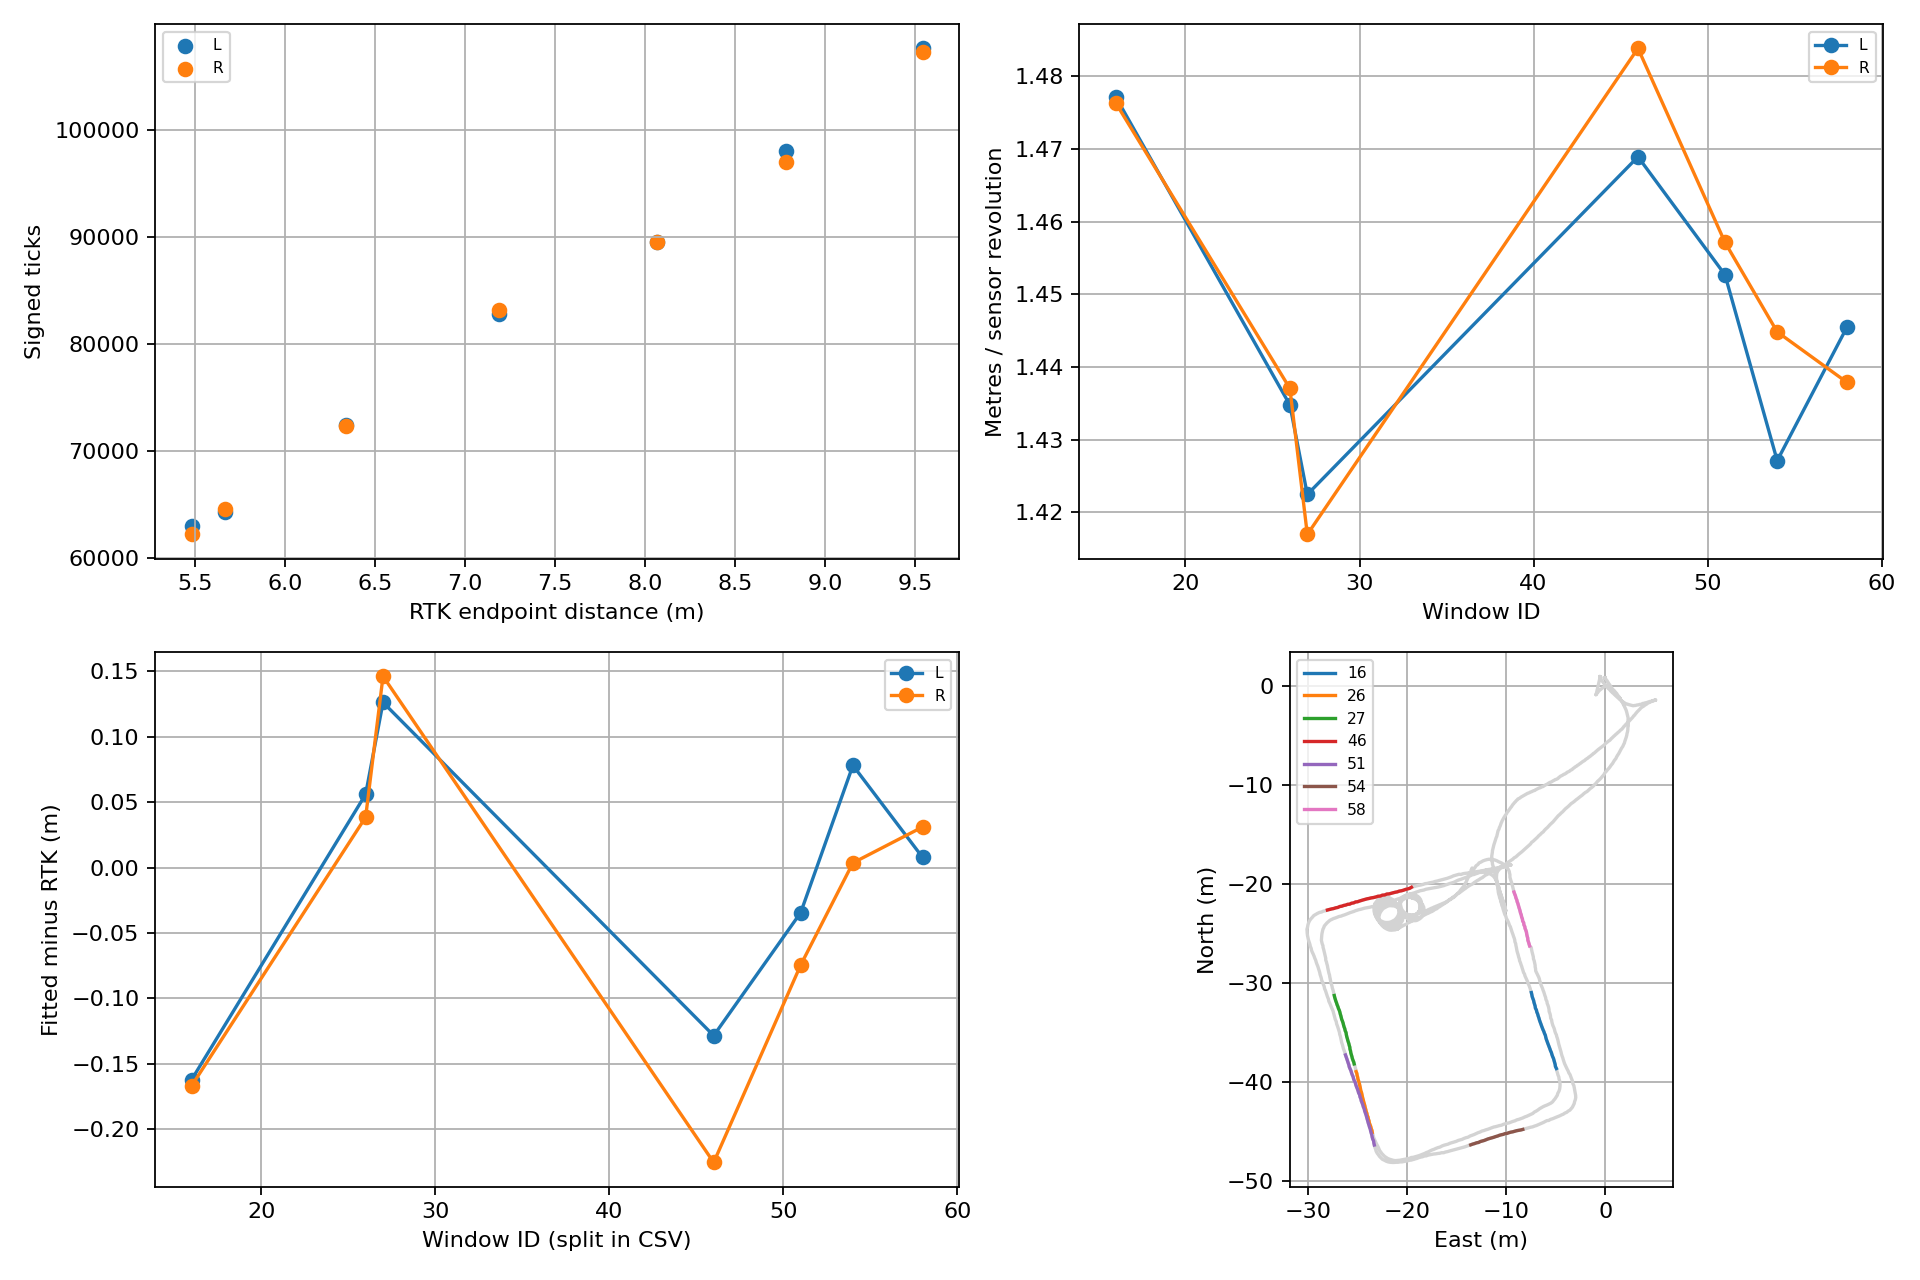 L
R
100000
90000
80000
70000
60000
Signed ticks
5.5 6.0 6.5 7.0 7.5 8.0 8.5 9.0 9.5
RTK endpoint distance (m)
L
R
1.48
1.47
1.46
1.45
1.44
1.43
1.42
Metres / sensor revolution
20 30 40 50 60
Window ID
L
R
0.15
0.10
0.05
0.00
−0.05
−0.10
−0.15
−0.20
Fitted minus RTK (m)
20 30 40 50 60
Window ID (split in CSV)
16
26
27
46
51
54
58
0
−10
−20
−30
−40
−50
North (m)
−30 −20 −10 0
East (m)